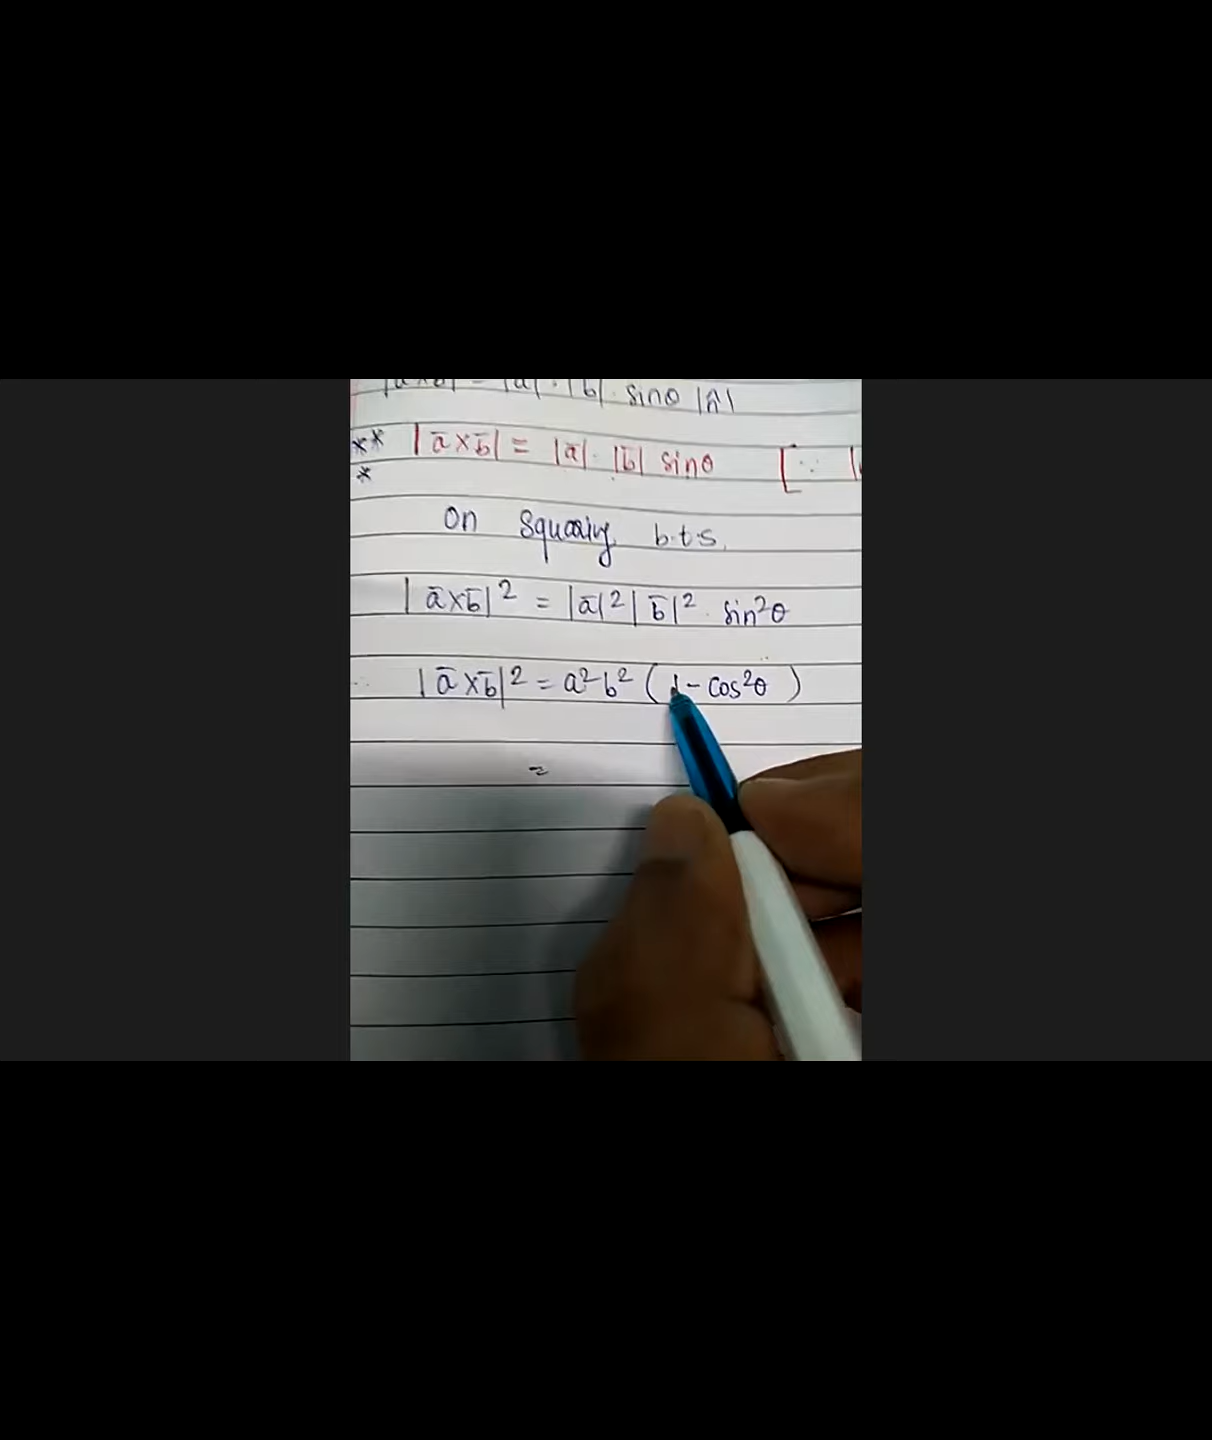 |a̅×b̅| = |a̅|·|b̅|. sinθ |n̂|
** |a̅×b̅| = |a̅|·|b̅| sinθ [∵
*
On Squaring b.t.s.
|a̅×b̅|² = |a̅|²|b̅|². sin²θ
∴ |a̅×b̅|² = a²b² (1-cos²θ)
=